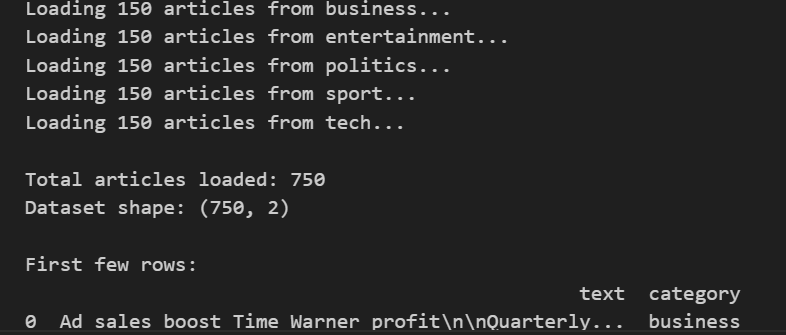 Loading 150 articles from business...
Loading 150 articles from entertainment...
Loading 150 articles from politics...
Loading 150 articles from sport...
Loading 150 articles from tech...
Total articles loaded: 750
Dataset shape: (750, 2)
First few rows:
text  category
0  Ad sales boost Time Warner profit\n\nQuarterly...  business